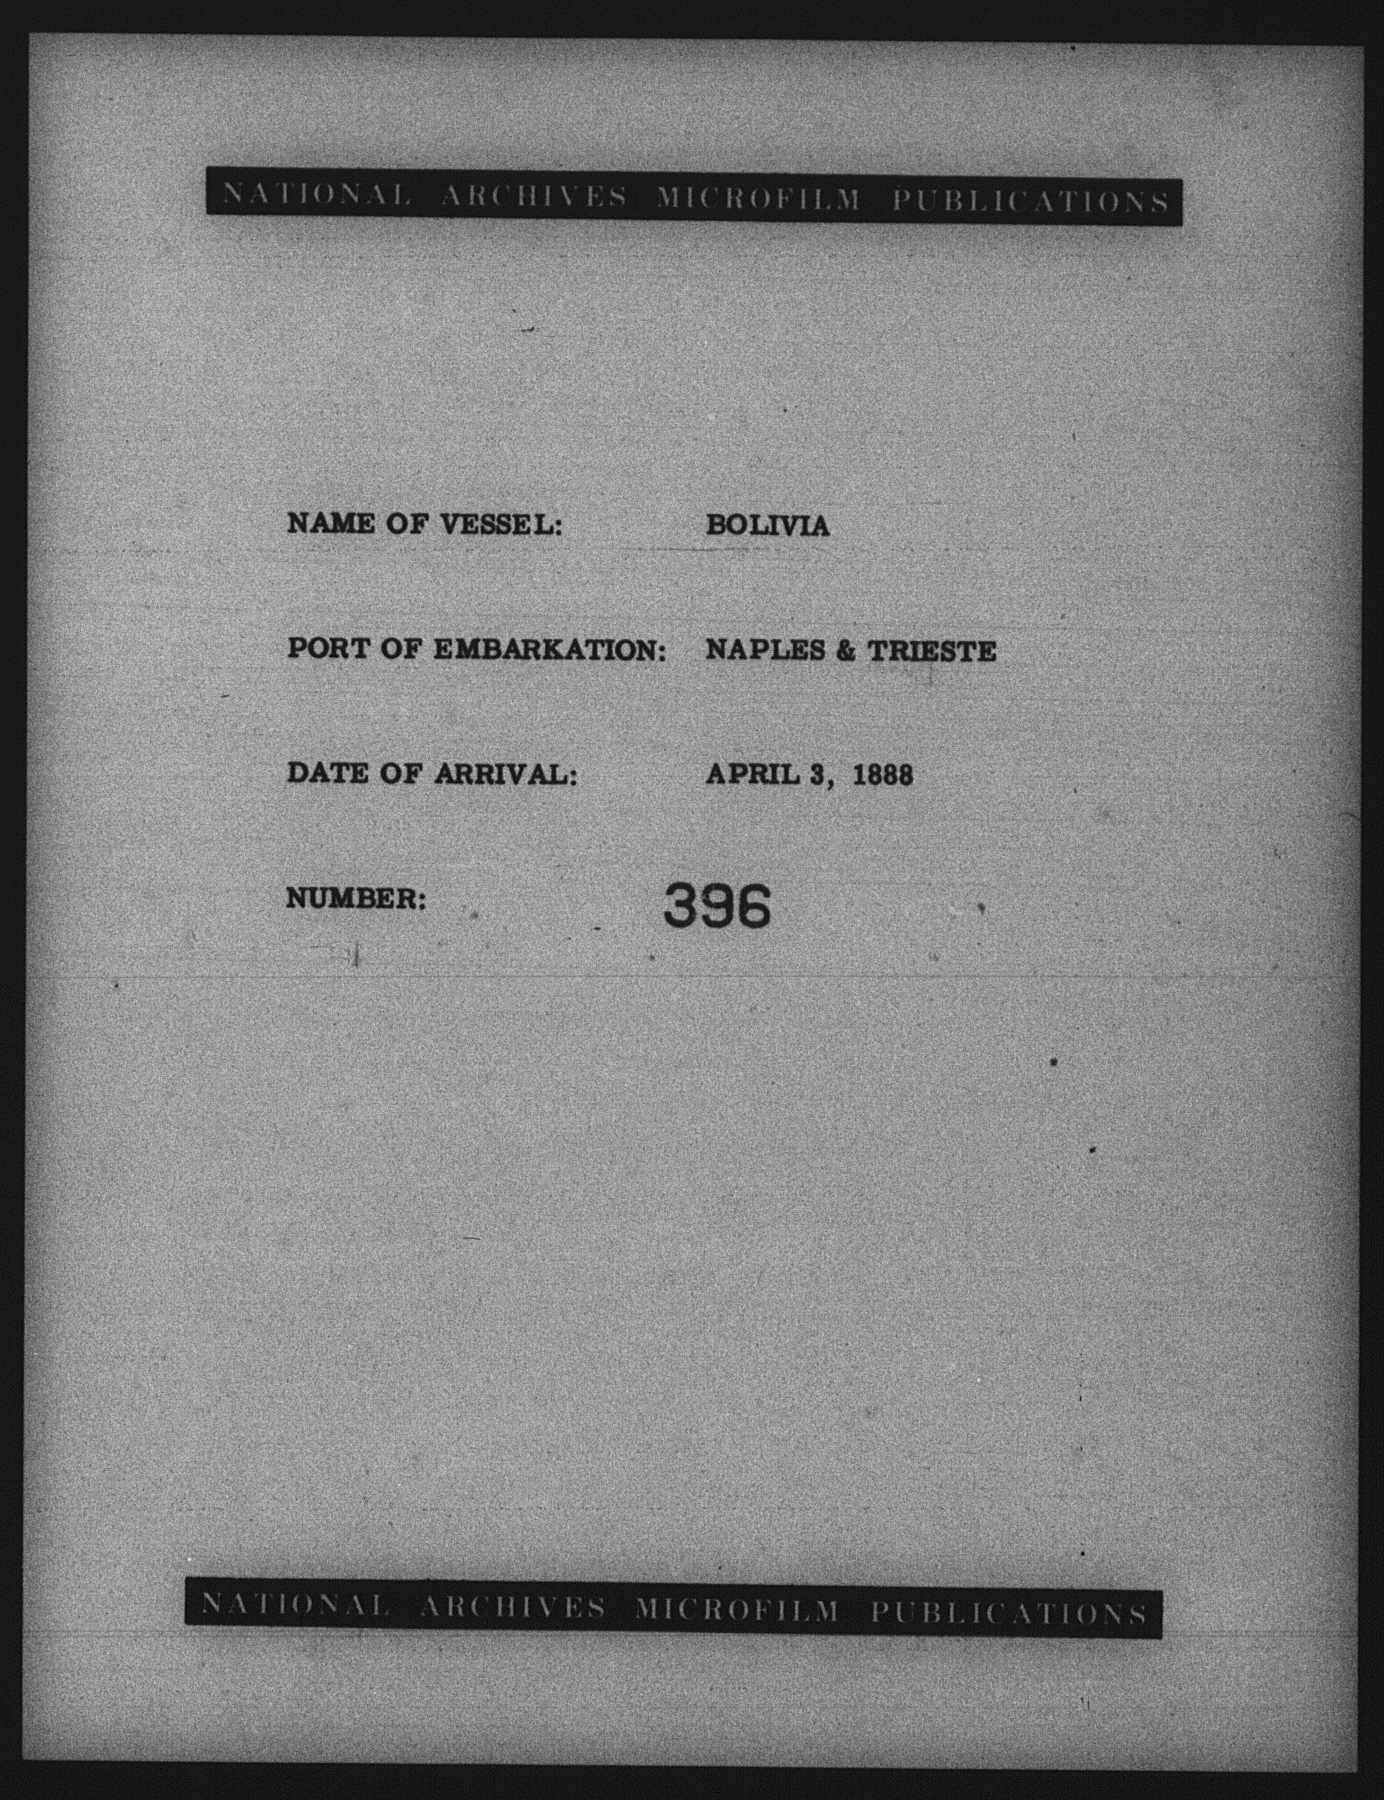 NATIONAL ARCHIVES MICROFILM PUBLICATIONS
NAME OF VESSEL: BOLIVIA
PORT OF EMBARKATION: NAPLES & TRIESTE
DATE OF ARRIVAL: APRIL 3, 1888
NUMBER: 396
NATIONAL ARCHIVES MICROFILM PUBLICATIONS